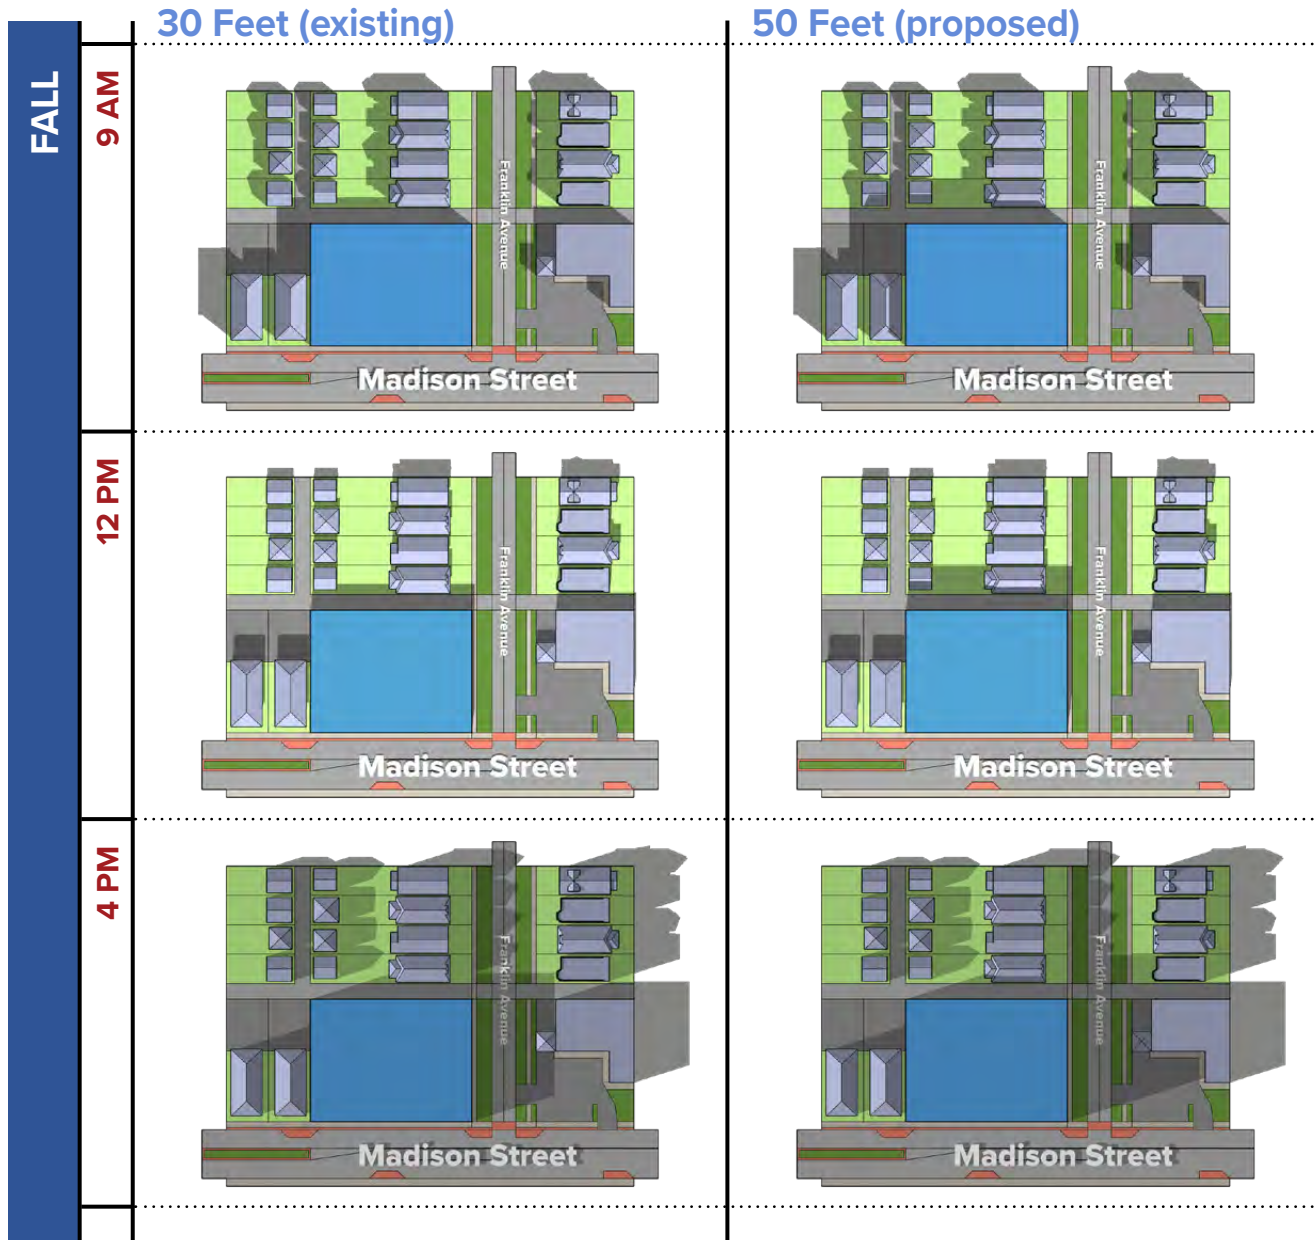 30 Feet (existing)
50 Feet (proposed)
FALL
9 AM
Franklin Avenue
Madison Street
Franklin Avenue
Madison Street
12 PM
Franklin Avenue
Madison Street
Franklin Avenue
Madison Street
4 PM
Franklin Avenue
Madison Street
Franklin Avenue
Madison Street